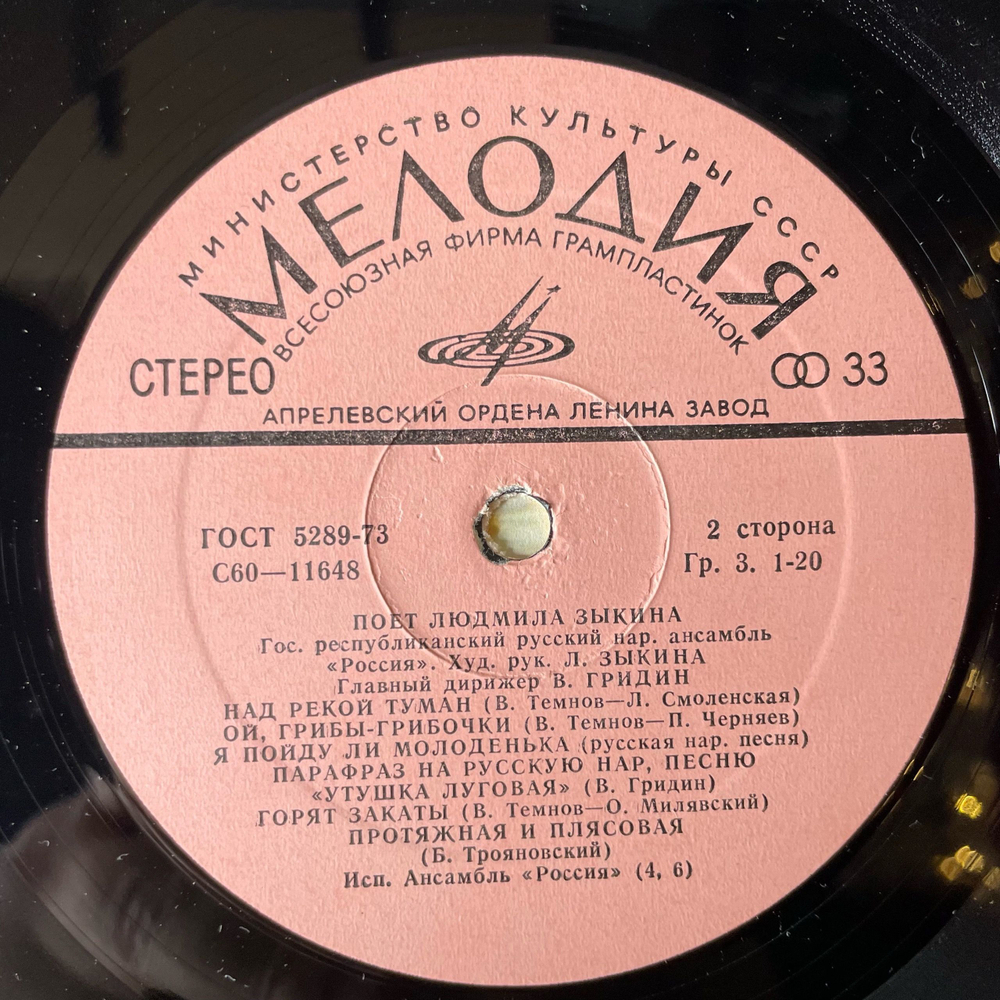 МИНИСТЕРСТВО КУЛЬТУРЫ СССР
МЕЛОДИЯ
ВСЕСОЮЗНАЯ ФИРМА ГРАМПЛАСТИНОК
СТЕРЕО
33
АПРЕЛЕВСКИЙ ОРДЕНА ЛЕНИНА ЗАВОД
ГОСТ 5289-73
2 сторона
С60—11648
Гр. 3. 1-20
ПОЕТ ЛЮДМИЛА ЗЫКИНА
Гос. республиканский русский нар. ансамбль
«Россия». Худ. рук. Л. ЗЫКИНА
Главный дирижер В. ГРИДИН
НАД РЕКОЙ ТУМАН (В. Темнов—Л. Смоленская)
ОЙ, ГРИБЫ-ГРИБОЧКИ (В. Темнов—П. Черняев)
Я ПОЙДУ ЛИ МОЛОДЕНЬКА (русская нар. песня)
ПАРАФРАЗ НА РУССКУЮ НАР, ПЕСНЮ
«УТУШКА ЛУГОВАЯ» (В. Гридин)
ГОРЯТ ЗАКАТЫ (В. Темнов—О. Милявский)
ПРОТЯЖНАЯ И ПЛЯСОВАЯ
(Б. Трояновский)
Исп. Ансамбль «Россия» (4, 6)